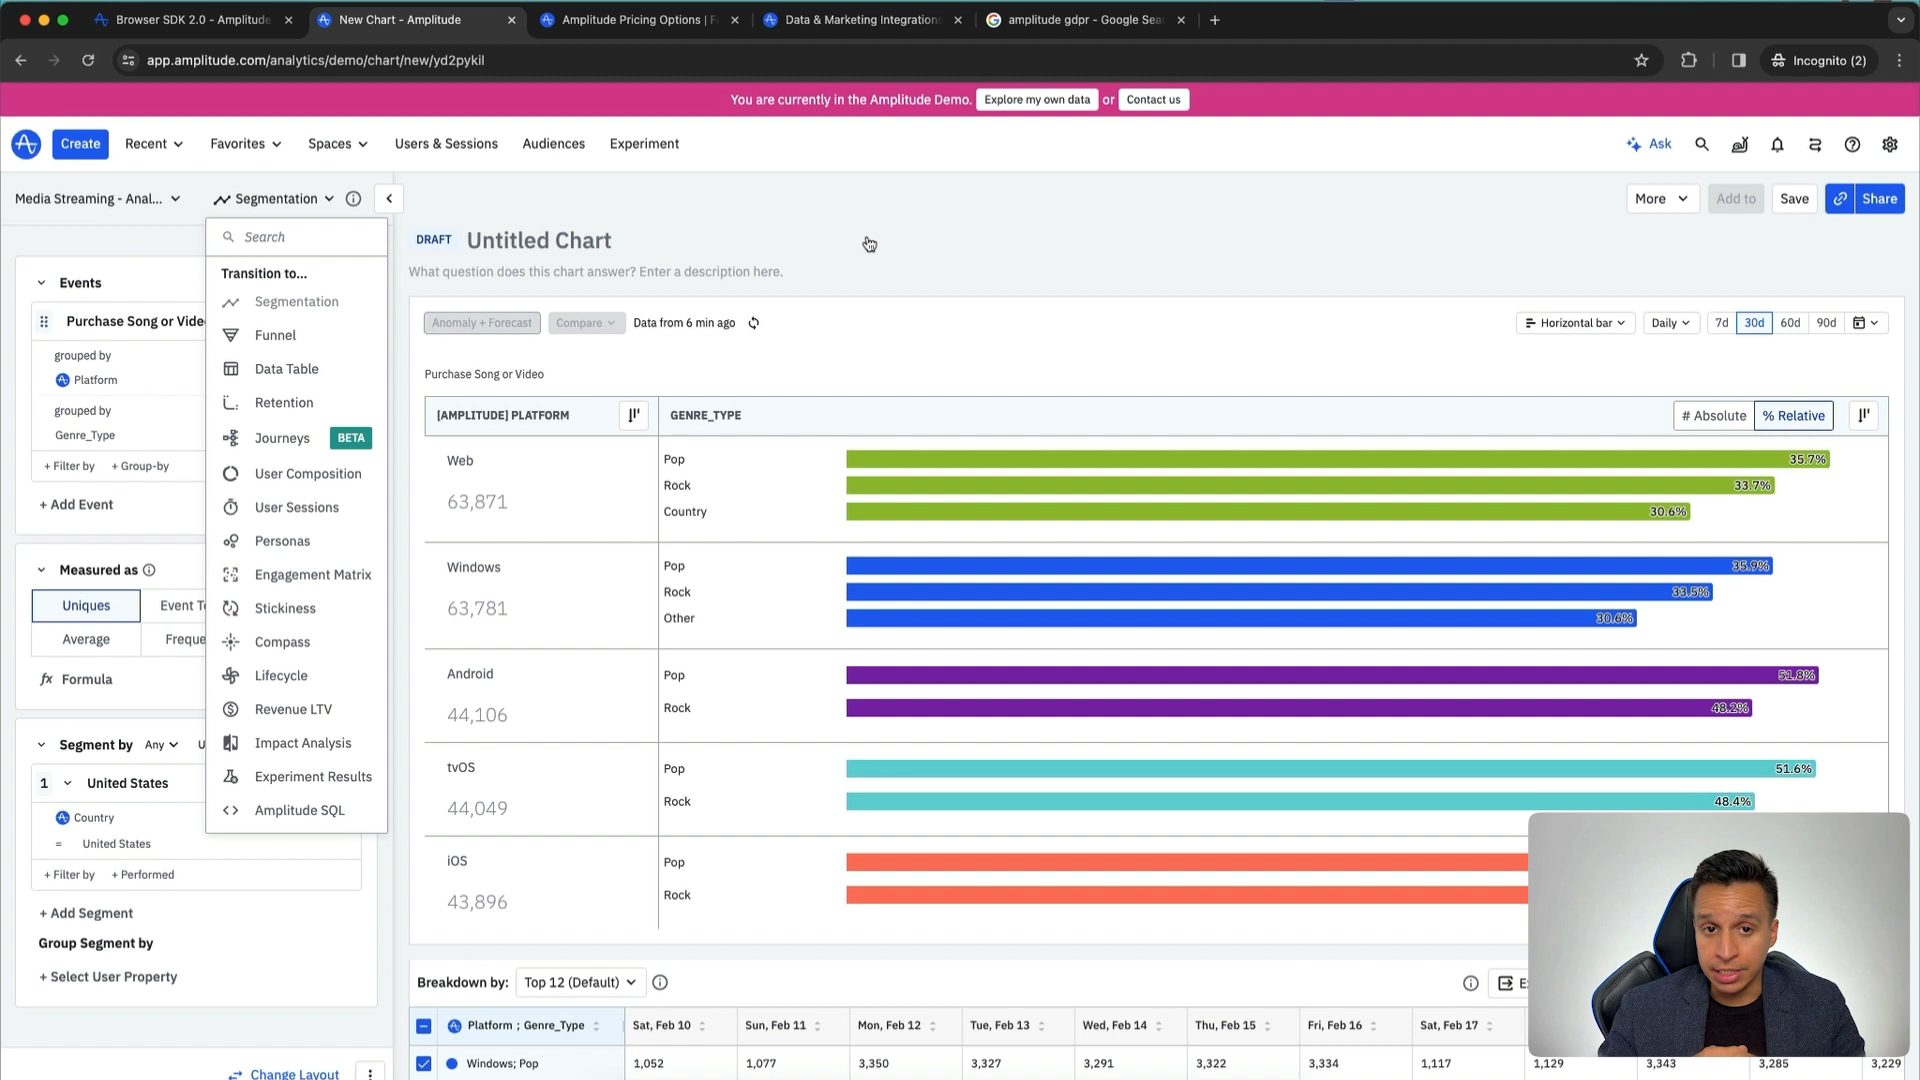 Browser SDK 2.0 - Amplitude
New Chart - Amplitude
Amplitude Pricing Options | F
Data & Marketing Integrations
amplitude gdpr - Google Sea
app.amplitude.com/analytics/demo/chart/new/yd2pykil
Incognito (2)
You are currently in the Amplitude Demo. Explore my own data or Contact us
Create
Recent
Favorites
Spaces
Users & Sessions
Audiences
Experiment
Ask
Media Streaming - Anal...
Segmentation
More
Add to
Save
Share
Search
Transition to...
Segmentation
Funnel
Data Table
Retention
Journeys BETA
User Composition
User Sessions
Personas
Engagement Matrix
Stickiness
Compass
Lifecycle
Revenue LTV
Impact Analysis
Experiment Results
Amplitude SQL
Events
Purchase Song or Vide
grouped by
Platform
grouped by
Genre_Type
+ Filter by + Group-by
+ Add Event
Measured as
Uniques
Event T
Average
Freque
fx Formula
Segment by Any U
1 United States
Country
= United States
+ Filter by + Performed
+ Add Segment
Group Segment by
+ Select User Property
Change Layout
DRAFT Untitled Chart
What question does this chart answer? Enter a description here.
Anomaly + Forecast
Compare
Data from 6 min ago
Horizontal bar
Daily
7d 30d 60d 90d
Purchase Song or Video
[AMPLITUDE] PLATFORM
GENRE_TYPE
# Absolute
% Relative
Web
63,871
Pop 35.7%
Rock 33.7%
Country 30.6%
Windows
63,781
Pop 35.9%
Rock 33.5%
Other 30.6%
Android
44,106
Pop 51.8%
Rock 48.2%
tvOS
44,049
Pop 51.6%
Rock 48.4%
iOS
43,896
Pop
Rock
Breakdown by: Top 12 (Default)
Platform ; Genre_Type Sat, Feb 10 Sun, Feb 11 Mon, Feb 12 Tue, Feb 13 Wed, Feb 14 Thu, Feb 15 Fri, Feb 16 Sat, Feb 17
Windows; Pop 1,052 1,077 3,350 3,327 3,291 3,322 3,334 1,117 1,129 3,343 3,285 3,229